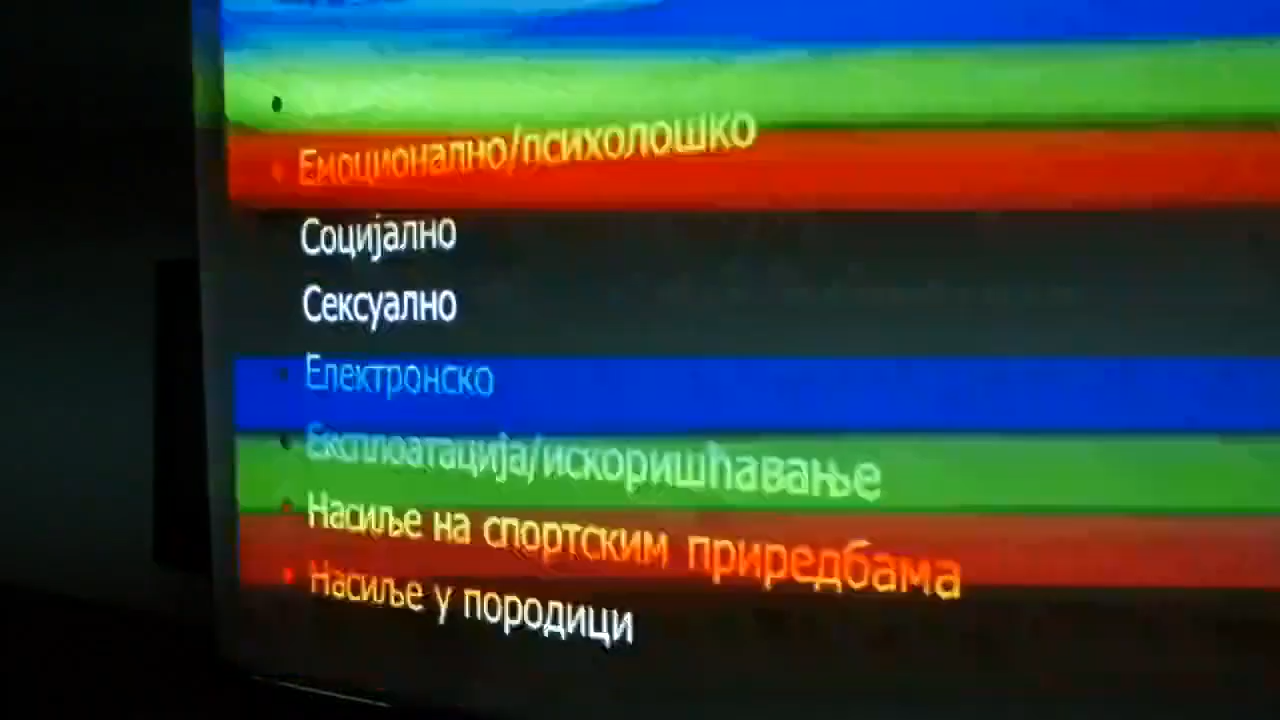 Емоционално/психолошко
Социјално
Сексуално
Електронско
Експлоатација/искоришћавање
Насиље на спортским приредбама
Насиље у породици